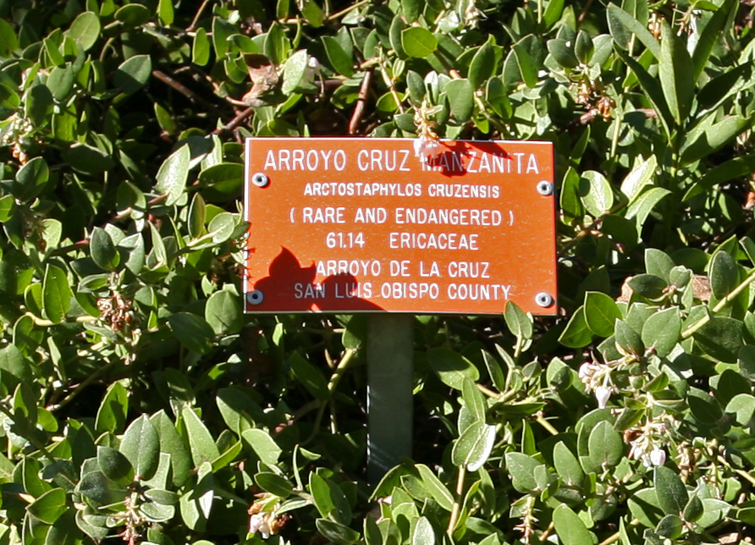 ARROYO CRUZ MANZANITA
ARCTOSTAPHYLOS CRUZENSIS
( RARE AND ENDANGERED )
61.14 ERICACEAE
ARROYO DE LA CRUZ
SAN LUIS OBISPO COUNTY